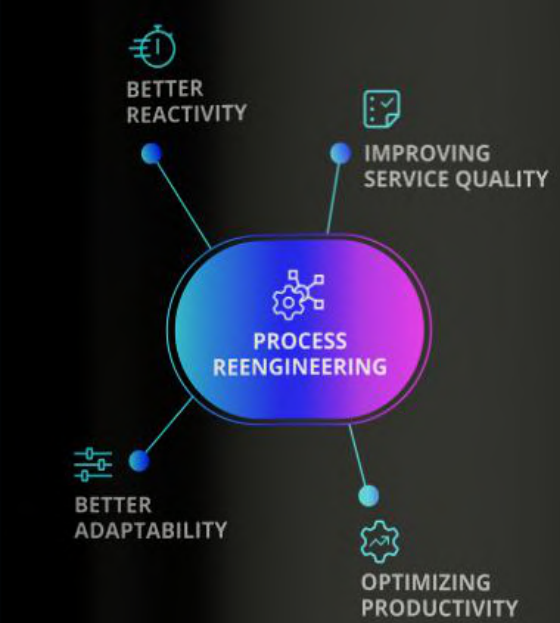 BETTER
REACTIVITY
IMPROVING
SERVICE QUALITY
PROCESS
REENGINEERING
BETTER
ADAPTABILITY
OPTIMIZING
PRODUCTIVITY